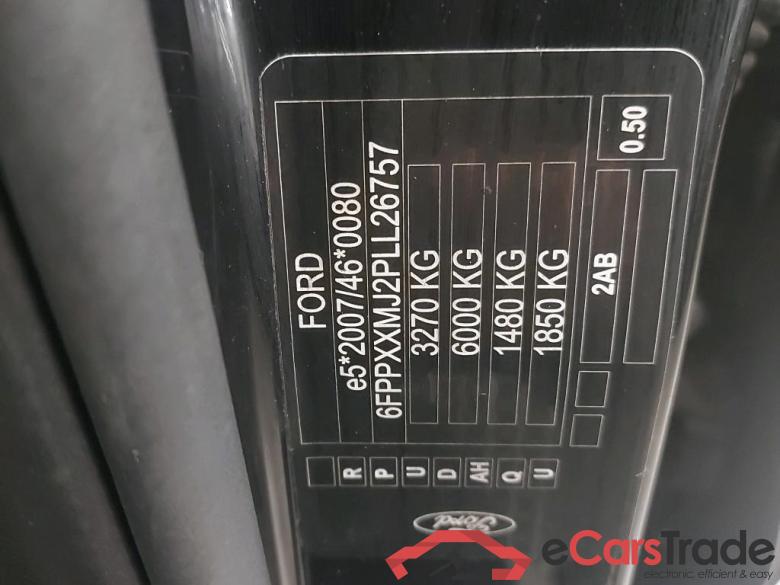 FORD
e5*2007/46*0080
6FPPXXMJ2PLL26757
3270 KG
6000 KG
1480 KG
1850 KG
2AB
0.50
R
P
U
D
AH
Q
U
Ford
eCarsTrade
electronic, efficient & easy